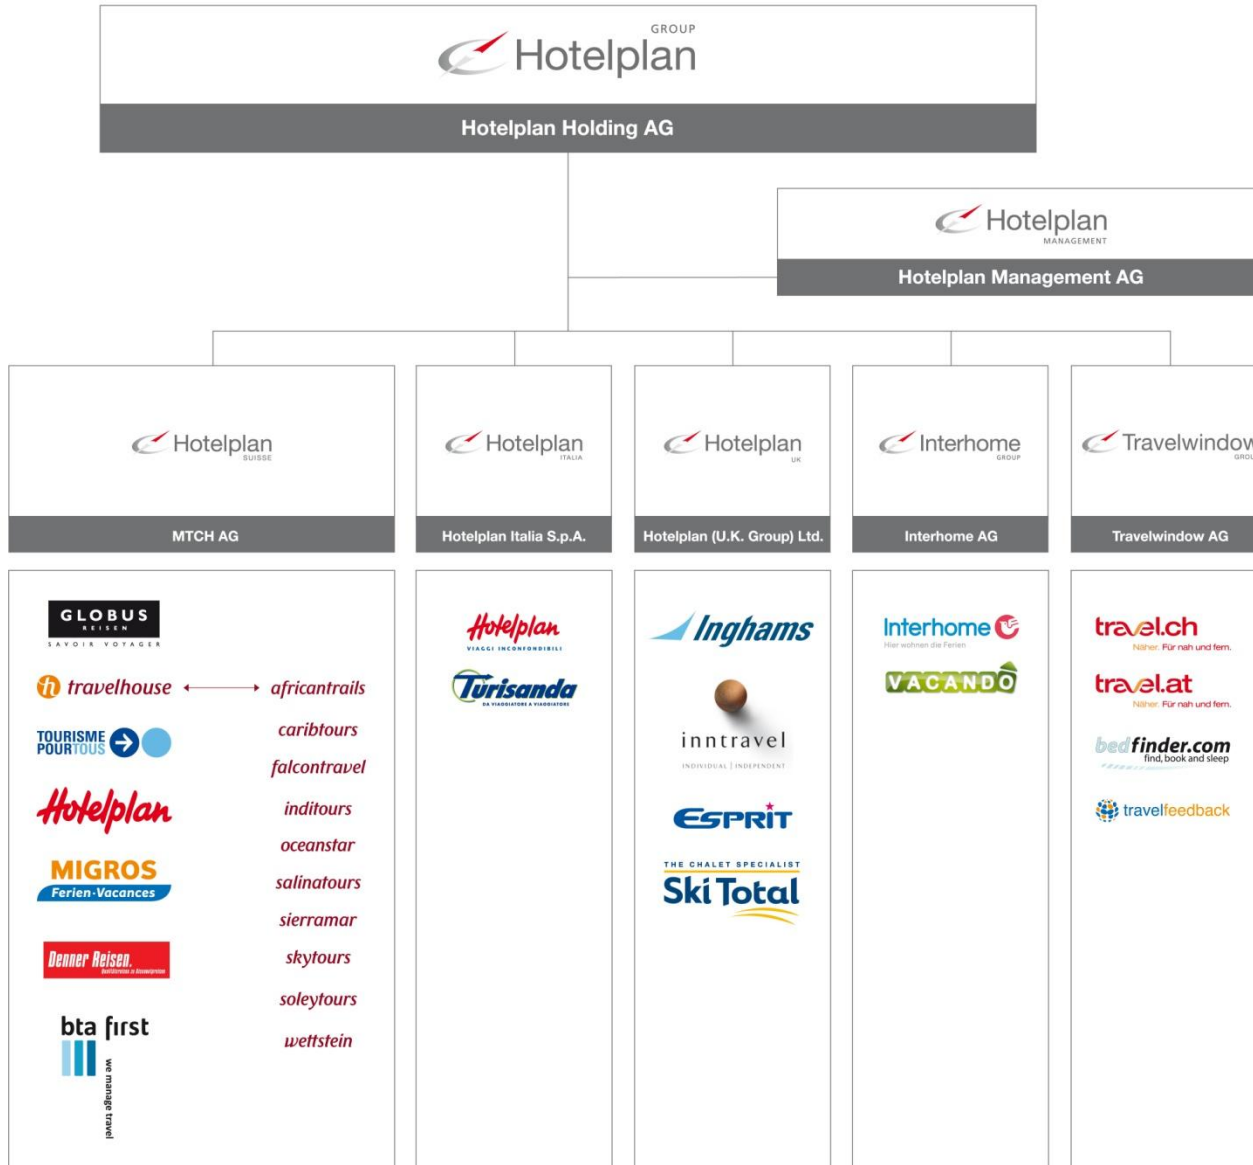 GROUP
Hotelplan
Hotelplan Holding AG
Hotelplan
MANAGEMENT
Hotelplan Management AG
Hotelplan
SUISSE
MTCH AG
Hotelplan
ITALIA
Hotelplan Italia S.p.A.
Hotelplan
UK
Hotelplan (U.K. Group) Ltd.
Interhome
GROUP
Interhome AG
Travelwindow
GROU
Travelwindow AG
GLOBUS
REISEN
SAVOIR VOYAGER
travelhouse
TOURISME
POUR TOUS
Hotelplan
MIGROS
Ferien-Vacances
Denner Reisen.
bta first
we manage travel
africantrails
caribtours
falcontravel
inditours
oceanstar
salinatours
sierramar
skytours
soleytours
wettstein
Hotelplan
VIAGGI INCONFONDIBILI
Turisanda
DA VIAGGIATORE A VIAGGIATORE
Inghams
inntravel
INDIVIDUAL | INDEPENDENT
ESPRIT
THE CHALET SPECIALIST
Ski Total
Interhome
Hier wohnen die Ferien
VACANDO
travel.ch
Näher. Für nah und fern.
travel.at
Näher. Für nah und fern.
bedfinder.com
find, book and sleep
travelfeedback